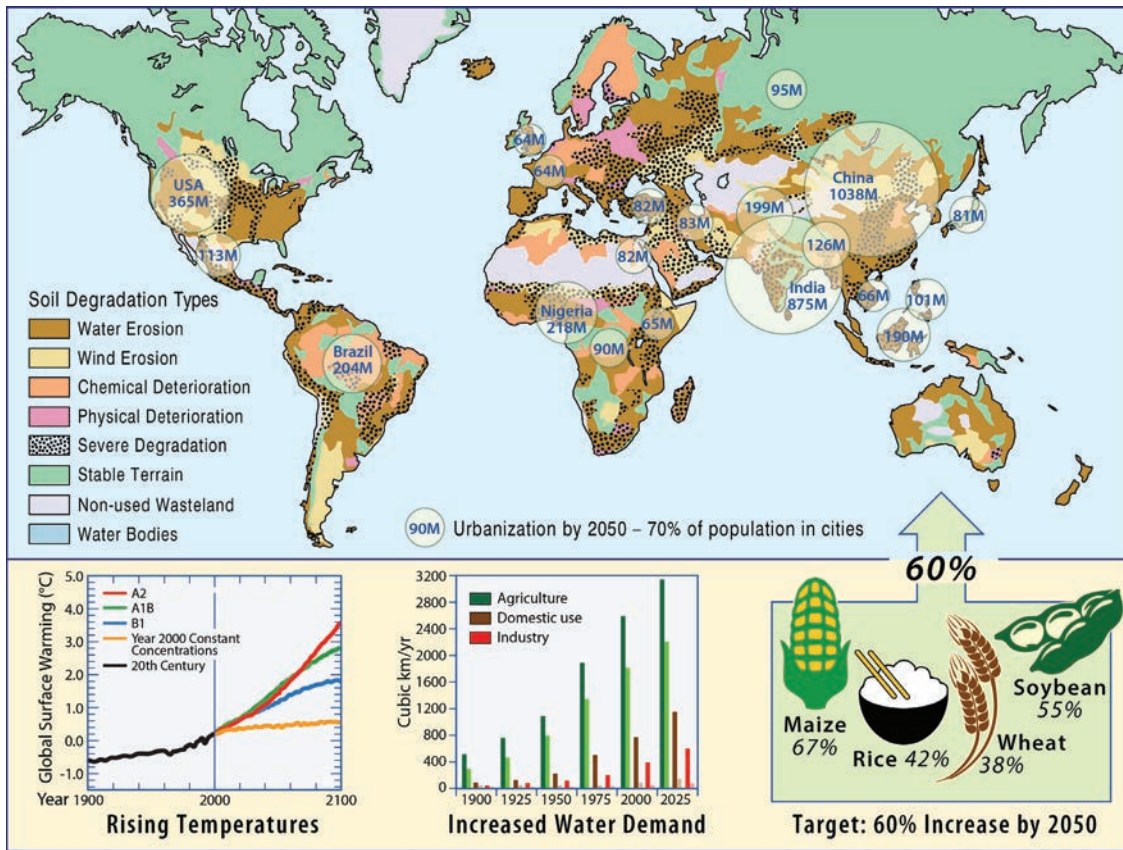 95M
64M
USA
365M
64M
China
1038M
82M
199M
83M
81M
113M
82M
126M
India
875M
66M
101M
Nigeria
218M
65M
190M
Brazil
204M
90M
Soil Degradation Types
Water Erosion
Wind Erosion
Chemical Deterioration
Physical Deterioration
Severe Degradation
Stable Terrain
Non-used Wasteland
Water Bodies
90M
Urbanization by 2050 – 70% of population in cities
Global Surface Warming (°C)
5.0
4.0
3.0
2.0
1.0
0.0
-1.0
A2
A1B
B1
Year 2000 Constant
Concentrations
20th Century
Year 1900
2000
2100
Rising Temperatures
Cubic km/yr
3200
2800
2400
2000
1600
1200
800
400
0
Agriculture
Domestic use
Industry
1900
1925
1950
1975
2000
2025
Increased Water Demand
60%
Maize
67%
Rice 42%
Wheat
38%
Soybean
55%
Target: 60% Increase by 2050